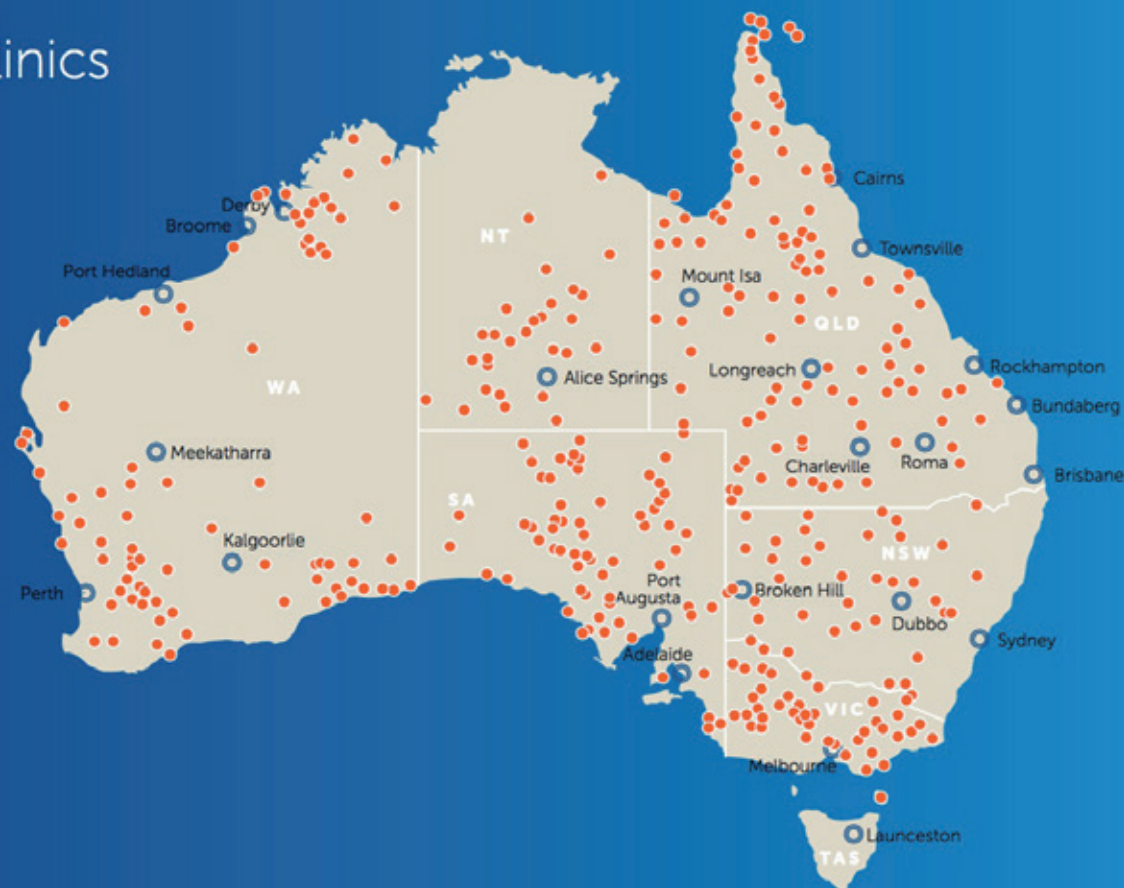 linics
Cairns
Derby
Broome
NT
Townsville
Port Hedland
Mount Isa
QLD
Longreach
Rockhampton
WA
Alice Springs
Bundaberg
Meekatharra
Charleville
Roma
Brisbane
SA
Kalgoorlie
NSW
Perth
Port
Augusta
Broken Hill
Dubbo
Sydney
Adelaide
VIC
Melbourne
Launceston
TAS